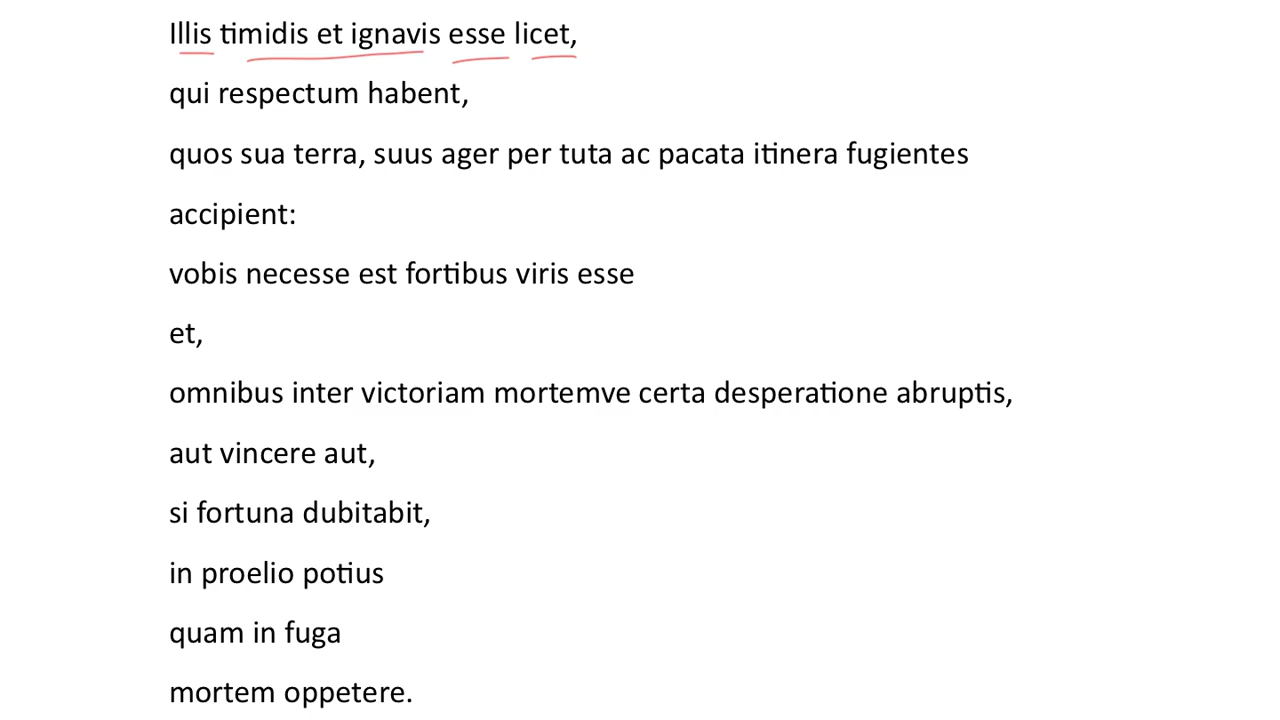 Illis timidis et ignavis esse licet,
qui respectum habent,
quos sua terra, suus ager per tuta ac pacata itinera fugientes
accipient:
vobis necesse est fortibus viris esse
et,
omnibus inter victoriam mortemve certa desperatione abruptis,
aut vincere aut,
si fortuna dubitabit,
in proelio potius
quam in fuga
mortem oppetere.